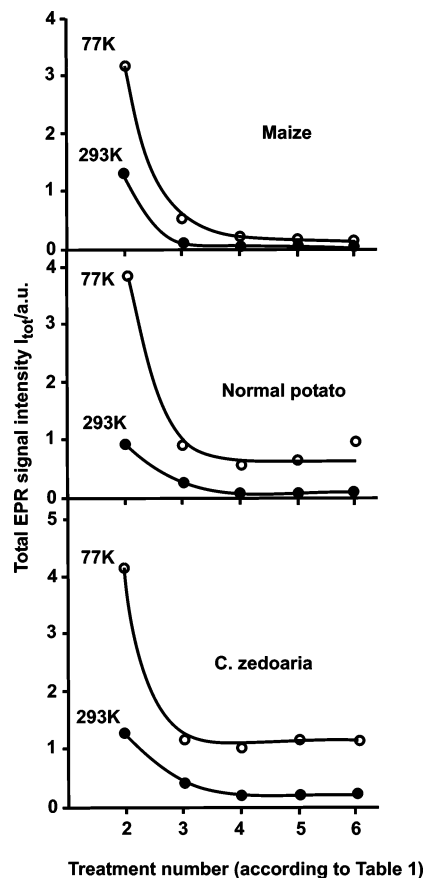 4
77K
3
Maize
2
293K
1
0
4
77K
3
Normal potato
2
293K
1
0
Total EPR signal intensity Itot/a.u.
5
77K
4
3
C. zedoaria
2
293K
1
0
2 3 4 5 6
Treatment number (according to Table 1)